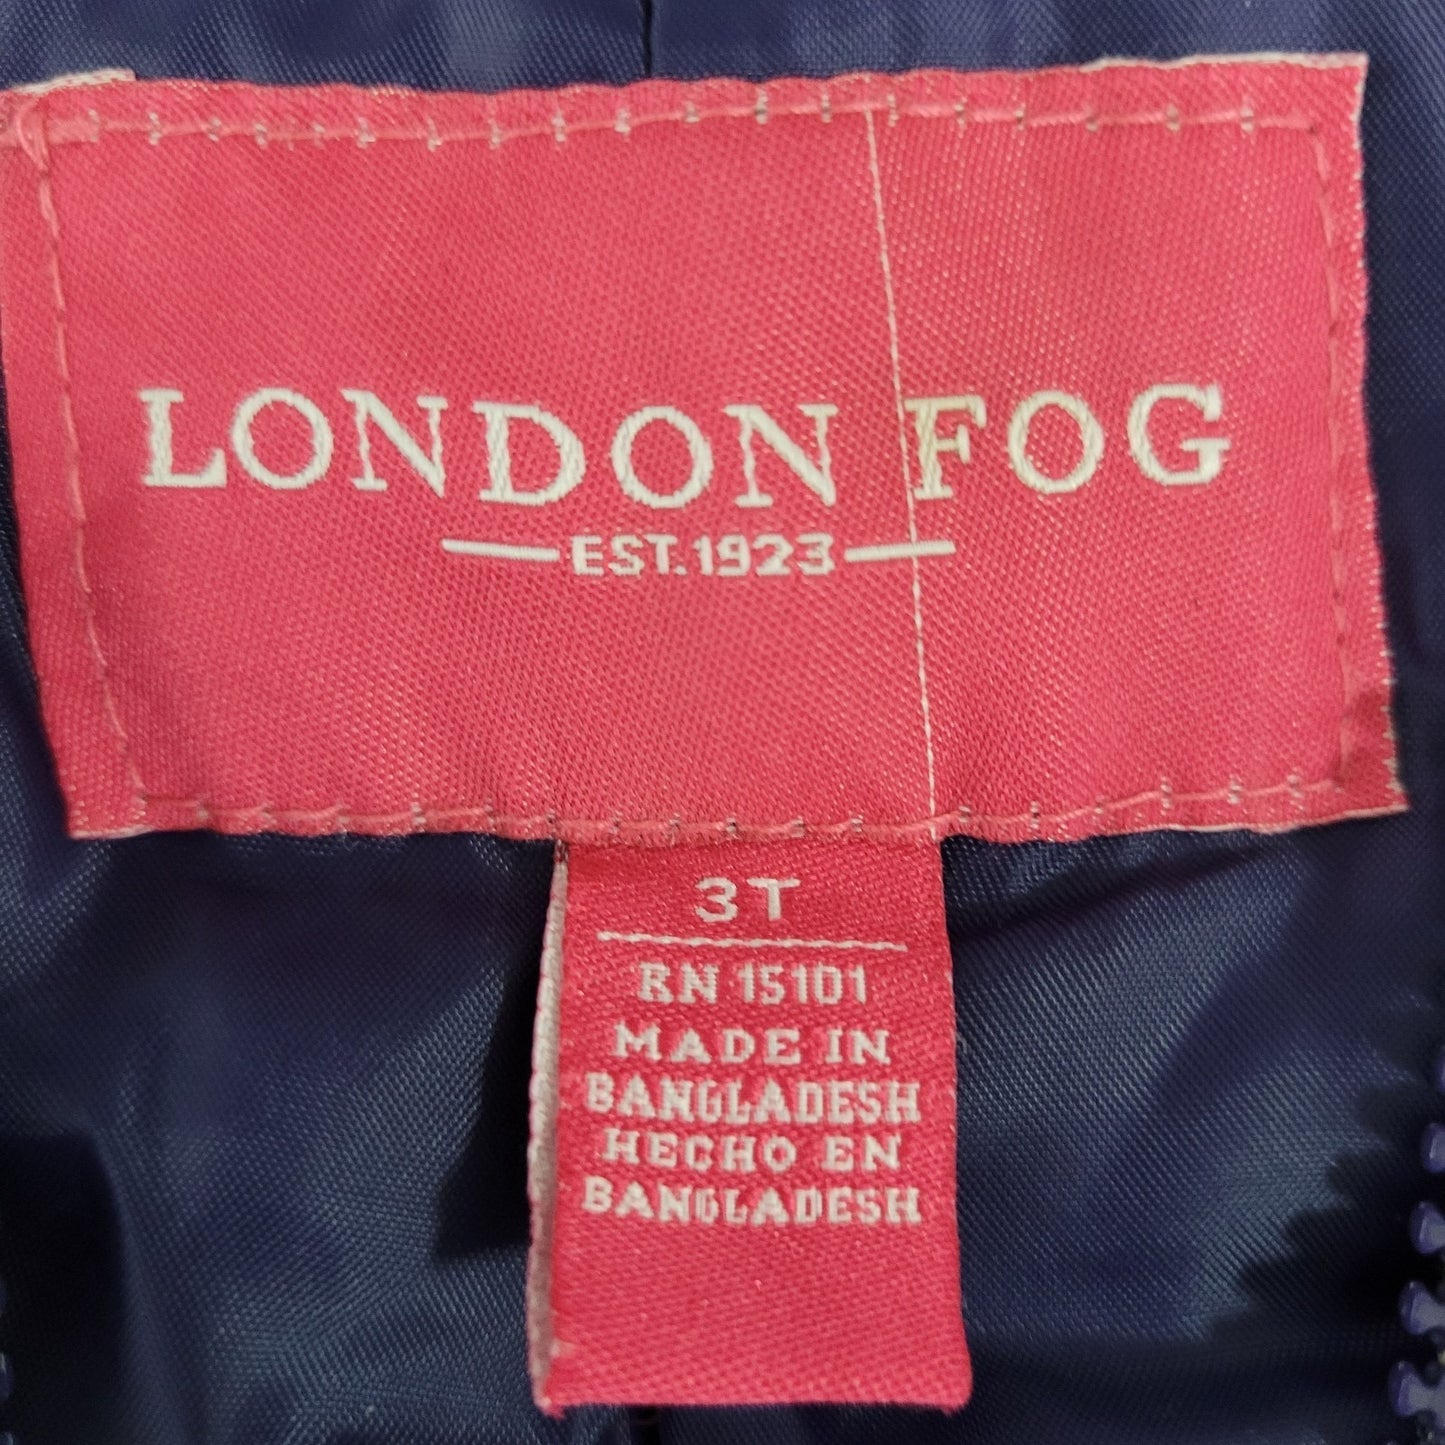 LONDON FOG
EST. 1923
3T
RN 15101
MADE IN
BANGLADESH
HECHO EN
BANGLADESH